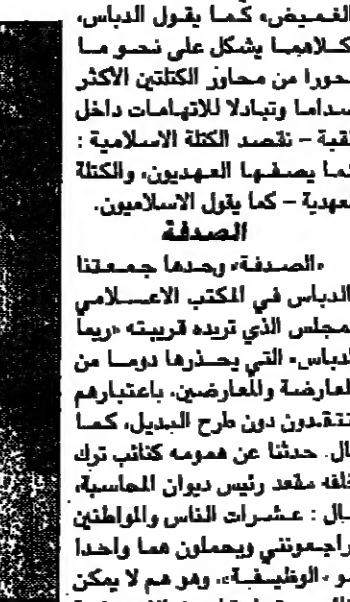 الغميض» كما يقول الدباس،
كلاهما يشكل على نحو ما
محورا من محاور الكتلتين الأكثر
صداما وتبادلا للاتهامات داخل
نقصد الكتلة الاسلامية :
كما يصفها العهديون، والكتلة
العهدية – كما يقول الاسلاميون.
الصدفة
«الصدفة» وحدها جمعتنا
الدباس في المكتب الاعلامي
لمجلس الذي تريده قريبته «ريما
الدباس» التي يحذرها دوما من
المعارضة والمعارضين، باعتبارهم
ينتقدون دون طرح البديل، كما
قال. حدثنا عن همومه كنائب ترك
خلفه مقعد رئيس ديوان المحاسبة،
قال : عشرات الناس والمواطنين
راجعونني ويحملون هما واحدا
هو «الوظيفة»، وهو هم لا يمكن